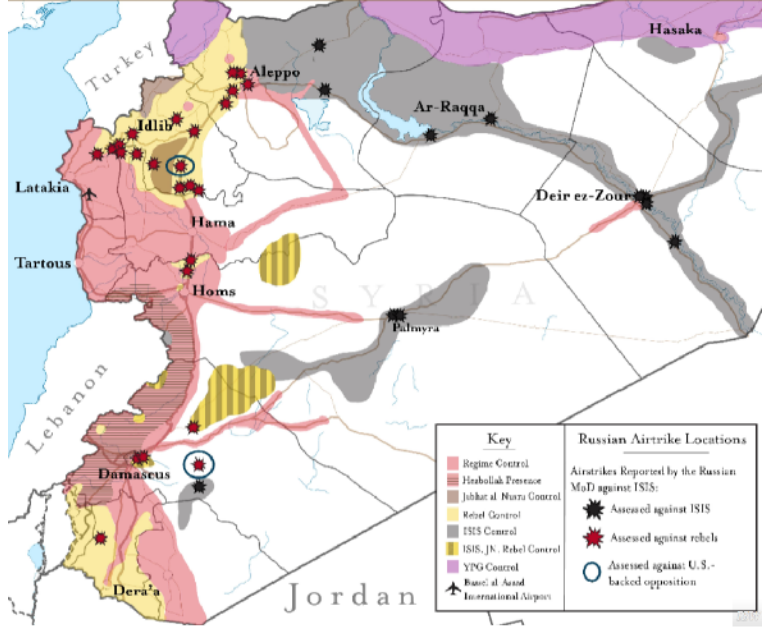 Turkey
Hasaka
Aleppo
Ar-Raqqa
Idlib
Latakia
Deir ez-Zour
Hama
Tartous
Homs
SYRIA
Palmyra
Lebanon
Damascus
Dera'a
Jordan
Key
Regime Control
Hezbollah Presence
Jabhat al-Nusra Control
Rebel Control
ISIS Control
ISIS, JN, Rebel Control
YPG Control
Bassel al-Assad
International Airport
Russian Airtrike Locations
Airstrikes Reported by the Russian
MoD against ISIS:
Assessed against ISIS
Assessed against rebels
Assessed against U.S.-
backed opposition